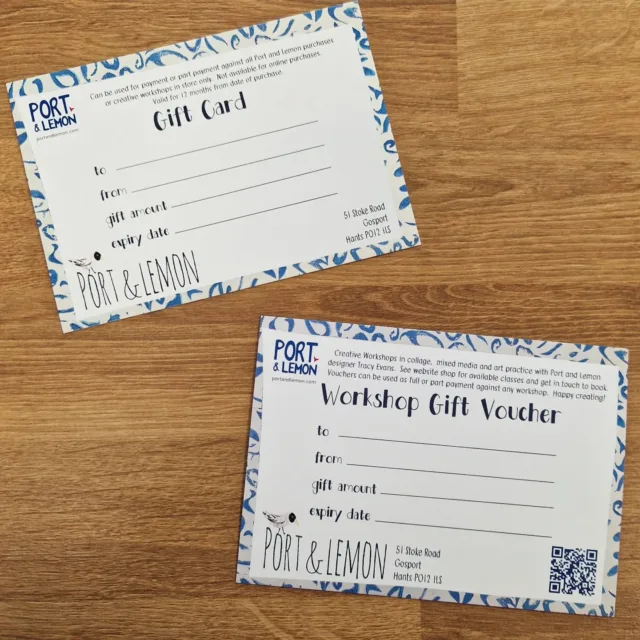 PORT
& LEMON
portandlemon.com
Can be used for payment or part payment against all Port and Lemon purchases
or creative workshops in store only. Not available for online purchases.
Valid for 12 months from date of purchase.
Gift Card
to
from
gift amount
expiry date
51 Stoke Road
Gosport
Hants PO12 1LS
PORT & LEMON
PORT
& LEMON
portandlemon.com
Creative Workshops in collage, mixed media and art practice with Port and Lemon
designer Tracy Evans. See website shop for available classes and get in touch to book.
Vouchers can be used as full or part payment against any workshop. Happy creating!
Workshop Gift Voucher
to
from
gift amount
expiry date
PORT & LEMON
51 Stoke Road
Gosport
Hants PO12 1LS